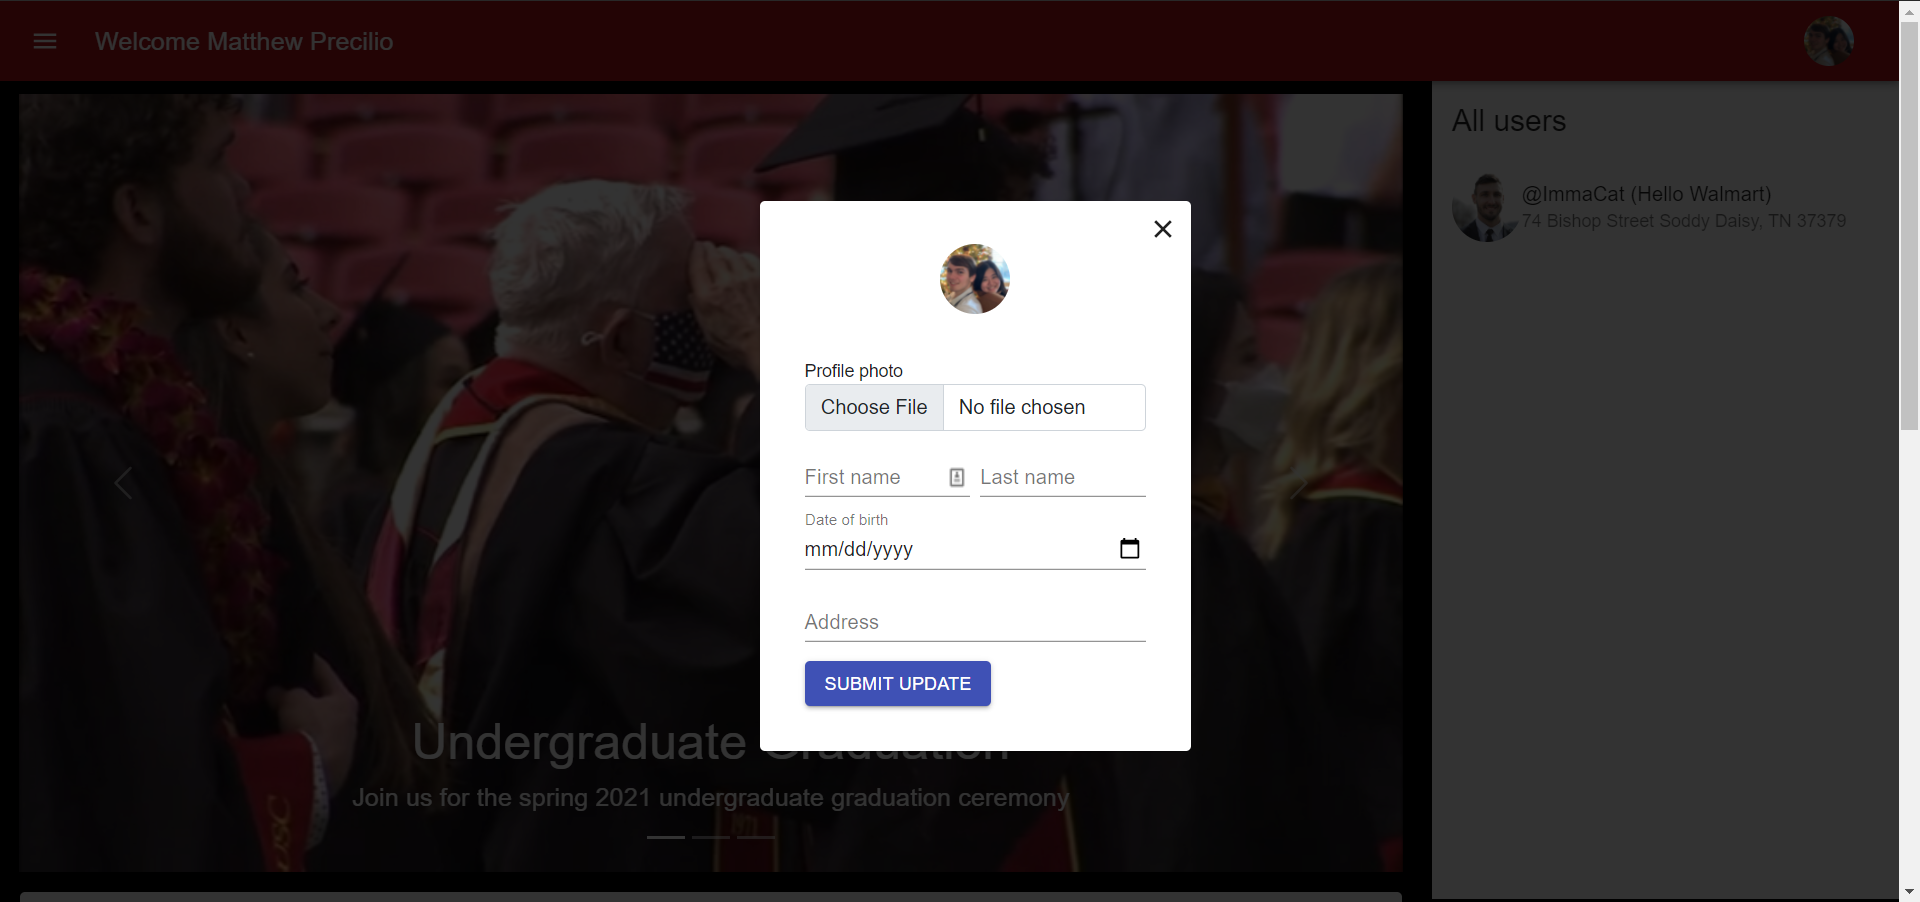 Welcome Matthew Precilio
All users
@ImmaCat (Hello Walmart)
74 Bishop Street Soddy Daisy, TN 37379
Profile photo
Choose File No file chosen
First name Last name
Date of birth
mm/dd/yyyy
Address
SUBMIT UPDATE
Undergraduate Graduation
Join us for the spring 2021 undergraduate graduation ceremony